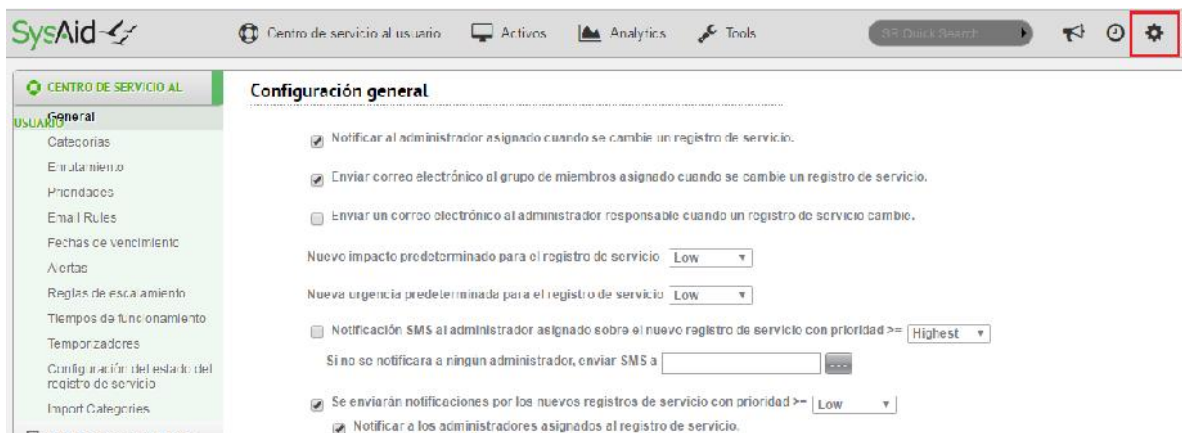 SysAid
Centro de servicio al usuario Activos Analytics Tools SR Quick Search
CENTRO DE SERVICIO AL
USUARIO
General
Categorias
Enrutamiento
Prioridades
Email Rules
Fechas de vencimiento
Alertas
Reglas de escalamiento
Tiempos de funcionamiento
Temporizadores
Configuración del estado del
registro de servicio
Import Categories
Configuración general
Notificar al administrador asignado cuando se cambie un registro de servicio.
Enviar correo electrónico al grupo de miembros asignado cuando se cambie un registro de servicio.
Enviar un correo electrónico al administrador responsable cuando un registro de servicio cambie.
Nuevo impacto predeterminado para el registro de servicio Low
Nueva urgencia predeterminada para el registro de servicio Low
Notificación SMS al administrador asignado sobre el nuevo registro de servicio con prioridad >= Highest
Si no se notificara a ningun administrador, enviar SMS a ...
Se enviarán notificaciones por los nuevos registros de servicio con prioridad >= Low
Notificar a los administradores asignados al registro de servicio.